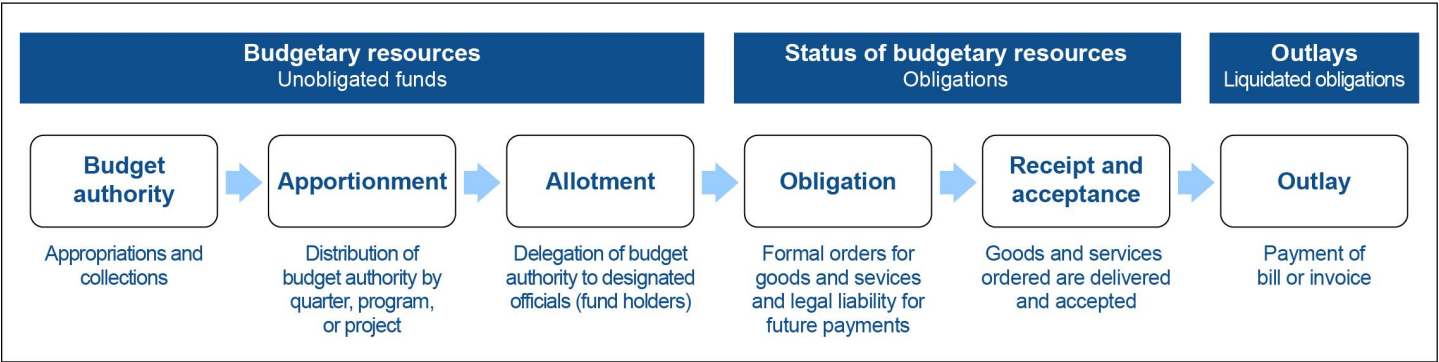 Budgetary resources
Unobligated funds
Status of budgetary resources
Obligations
Outlays
Liquidated obligations
Budget
authority
Apportionment
Allotment
Obligation
Receipt and
acceptance
Outlay
Appropriations and
collections
Distribution of
budget authority by
quarter, program,
or project
Delegation of budget
authority to designated
officials (fund holders)
Formal orders for
goods and sevices
and legal liability for
future payments
Goods and services
ordered are delivered
and accepted
Payment of
bill or invoice